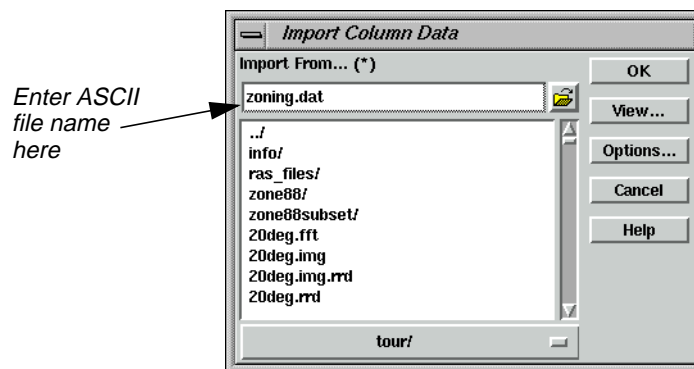 Import Column Data
Import From... (*)
zoning.dat
Enter ASCII
file name
here
../
info/
ras_files/
zone88/
zone88subset/
20deg.fft
20deg.img
20deg.img.rrd
20deg.rrd
tour/
OK
View...
Options...
Cancel
Help